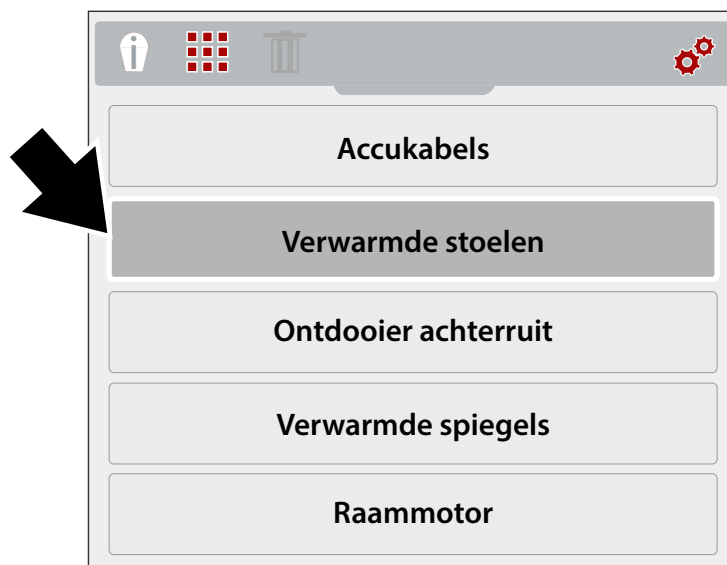 Accukabels
Verwarmde stoelen
Ontdooier achterruit
Verwarmde spiegels
Raammotor